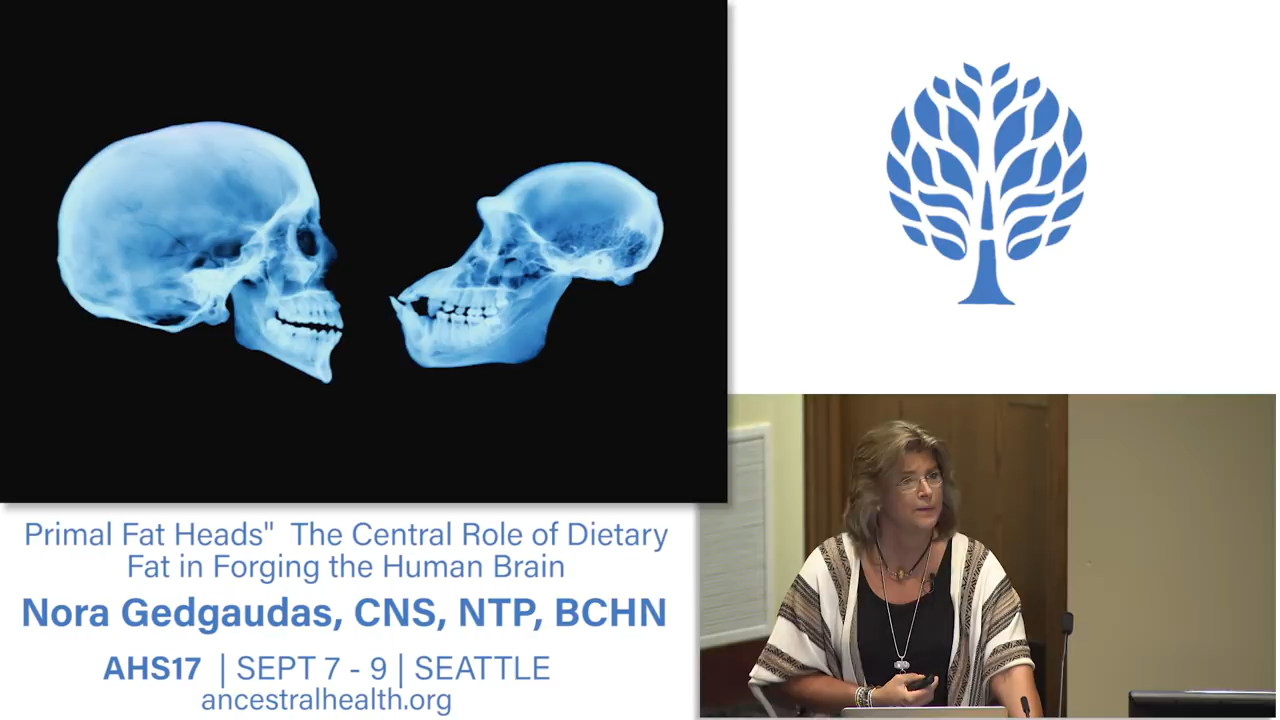 Primal Fat Heads"  The Central Role of Dietary
Fat in Forging the Human Brain
Nora Gedgaudas, CNS, NTP, BCHN
AHS17 | SEPT 7 - 9 | SEATTLE
ancestralhealth.org